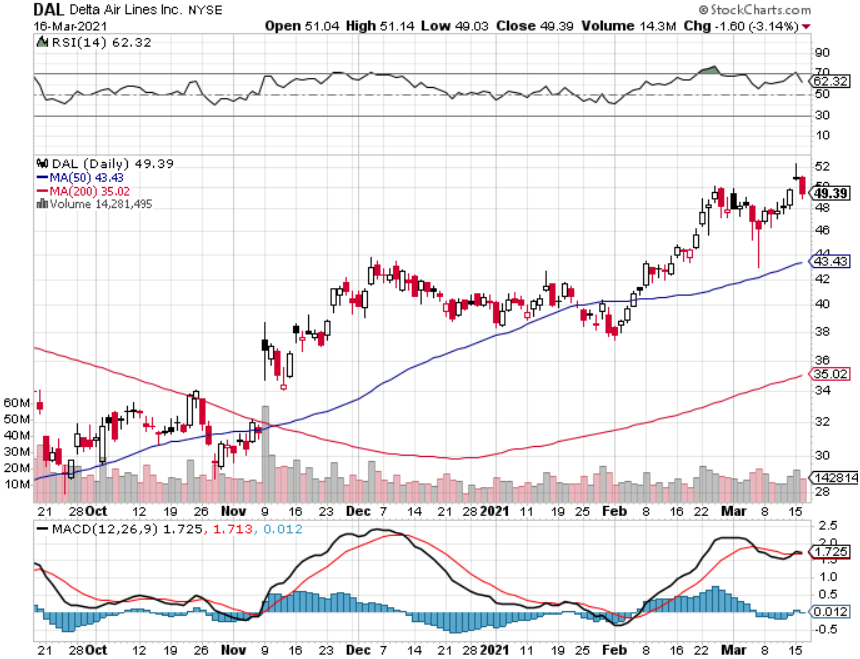 DAL Delta Air Lines Inc. NYSE
© StockCharts.com
16-Mar-2021 Open 51.04 High 51.14 Low 49.03 Close 49.39 Volume 14.3M Chg -1.60 (-3.14%)
RSI(14) 62.32
90
70
62.32
50
30
10
DAL (Daily) 49.39
MA(50) 43.43
MA(200) 35.02
Volume 14,281,495
52
49.39
48
46
43.43
42
40
38
36
35.02
34
32
30
28
60M
50M
40M
30M
20M
10M
142814
21 28 Oct 12 19 26 Nov 9 16 23 Dec 7 14 21 28 2021 11 19 25 Feb 8 16 22 Mar 8 15
MACD(12,26,9) 1.725, 1.713, 0.012
2.5
2.0
1.725
1.0
0.5
0.012
-0.5
21 28 Oct 12 19 26 Nov 9 16 23 Dec 7 14 21 28 2021 11 19 25 Feb 8 16 22 Mar 8 15